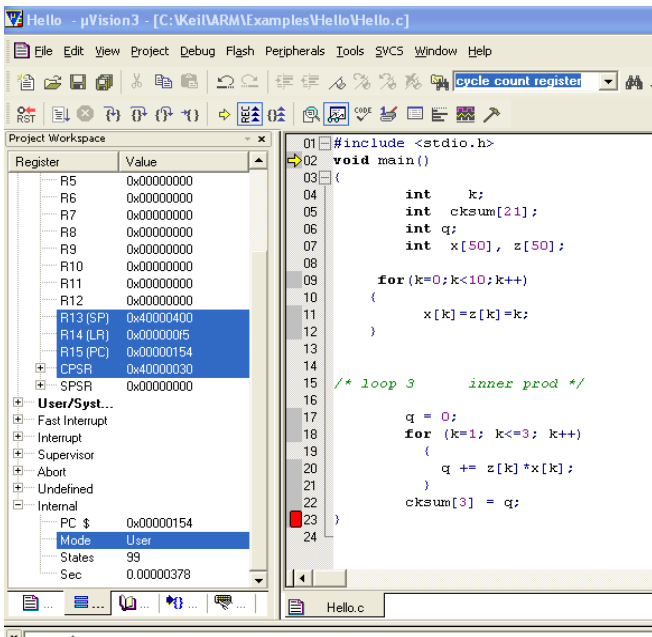 Hello - µVision3 - [C:\Keil\ARM\Examples\Hello\Hello.c]
File Edit View Project Debug Flash Peripherals Tools SVCS Window Help
cycle count register
RST CODE
Project Workspace
Register Value
R5 0x00000000
R6 0x00000000
R7 0x00000000
R8 0x00000000
R9 0x00000000
R10 0x00000000
R11 0x00000000
R12 0x00000000
R13 (SP) 0x40000400
R14 (LR) 0x000000f5
R15 (PC) 0x00000154
CPSR 0x40000030
SPSR 0x00000000
User/Syst...
Fast Interrupt
Interrupt
Supervisor
Abort
Undefined
Internal
PC $ 0x00000154
Mode User
States 99
Sec 0.00000378
01 #include <stdio.h>
02 void main()
03 {
04 int k;
05 int cksum[21];
06 int q;
07 int x[50], z[50];
08
09 for(k=0;k<10;k++)
10 {
11 x[k]=z[k]=k;
12 }
13
14
15 /* loop 3 inner prod */
16
17 q = 0;
18 for (k=1; k<=3; k++)
19 {
20 q += z[k]*x[k];
21 }
22 cksum[3] = q;
23 }
24
Hello.c